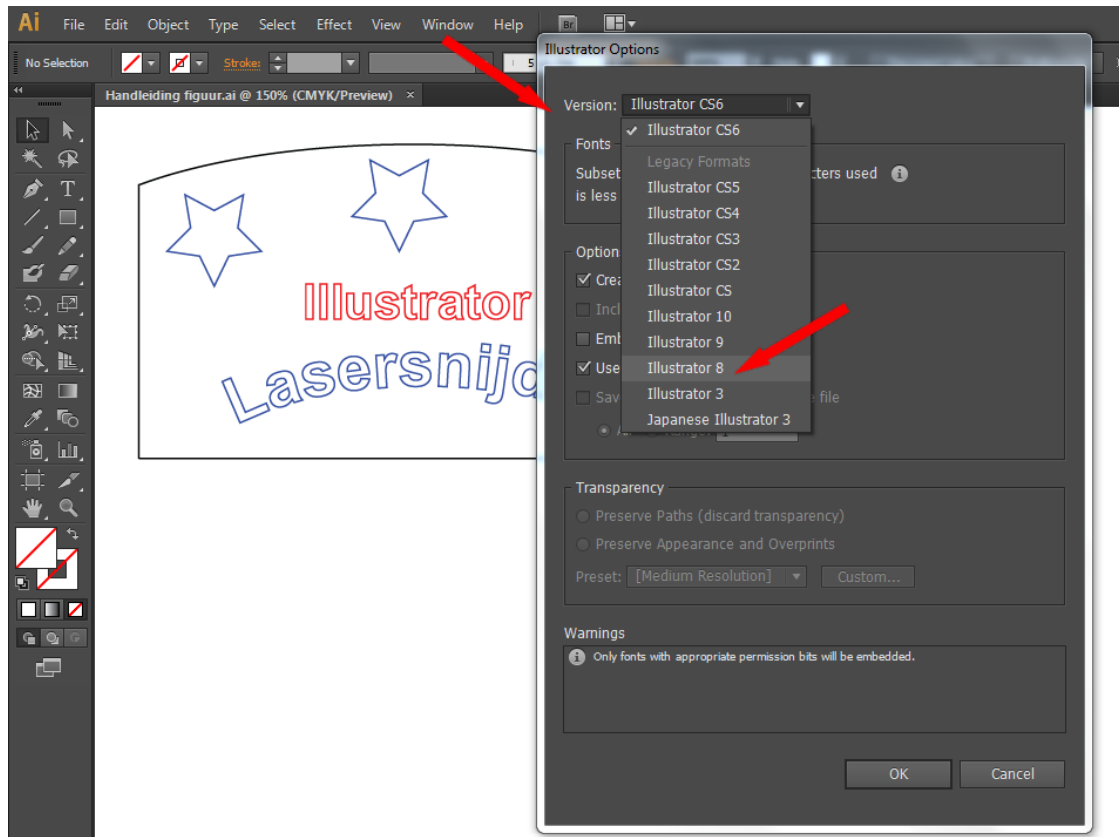 Ai File Edit Object Type Select Effect View Window Help Br
Illustrator Options
No Selection Stroke: 5
Handleiding figuur.ai @ 150% (CMYK/Preview) ×
Version: Illustrator CS6
Illustrator CS6
Legacy Formats
Illustrator CS5
Illustrator CS4
Illustrator CS3
Illustrator CS2
Illustrator CS
Illustrator 10
Illustrator 9
Illustrator 8
Illustrator 3
Japanese Illustrator 3
Fonts
Subset cters used
is less
Option
Crea
Incl
Emb
Use
Sav file
Transparency
Preserve Paths (discard transparency)
Preserve Appearance and Overprints
Preset: [Medium Resolution] Custom...
Warnings
Only fonts with appropriate permission bits will be embedded.
OK Cancel
Illustrator
Lasersnijd
T